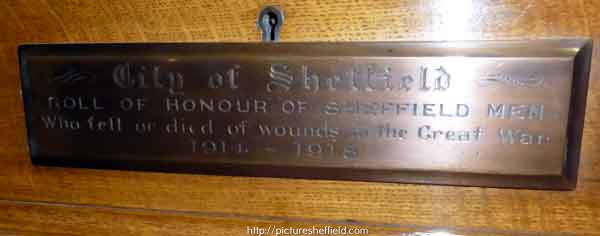 City of Sheffield
ROLL OF HONOUR OF SHEFFIELD MEN
Who fell or died of wounds in the Great War
1914 - 1918
http://picturesheffield.com